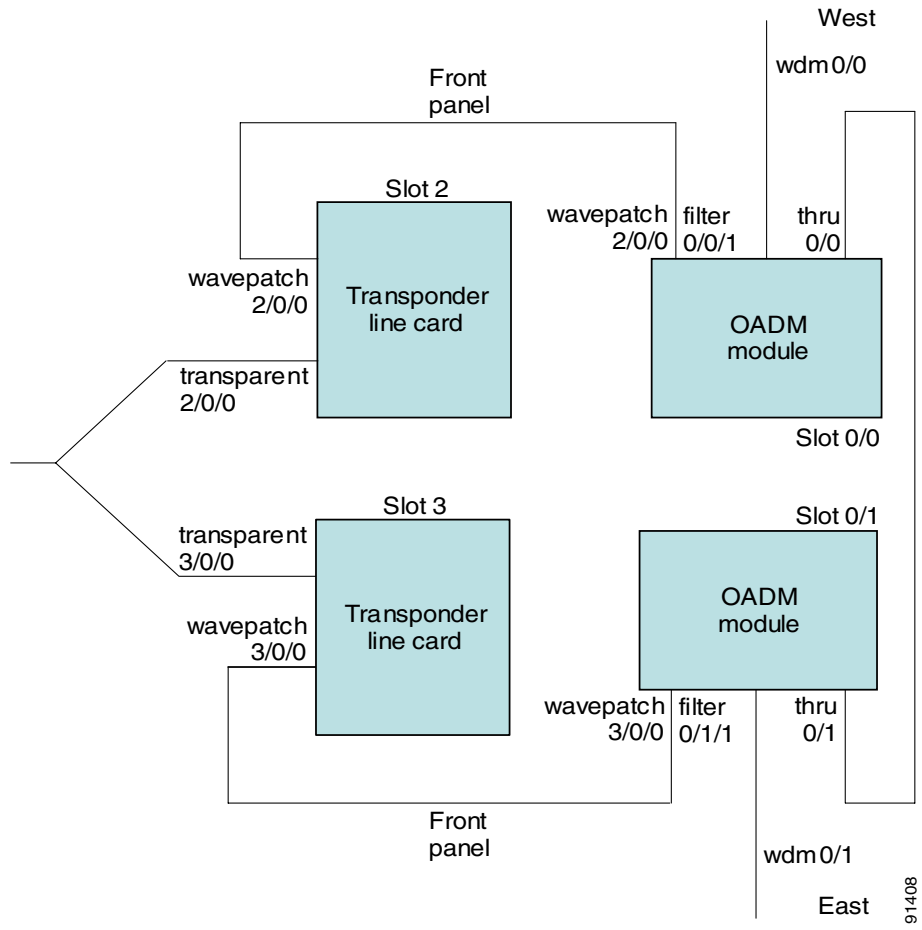 West
wdm 0/0
Front
panel
Slot 2
wavepatch
2/0/0
filter
0/0/1
thru
0/0
wavepatch
2/0/0
Transponder
line card
OADM
module
transparent
2/0/0
Slot 0/0
Slot 3
Slot 0/1
transparent
3/0/0
Transponder
line card
OADM
module
wavepatch
3/0/0
wavepatch
3/0/0
filter
0/1/1
thru
0/1
Front
panel
wdm 0/1
East
91408